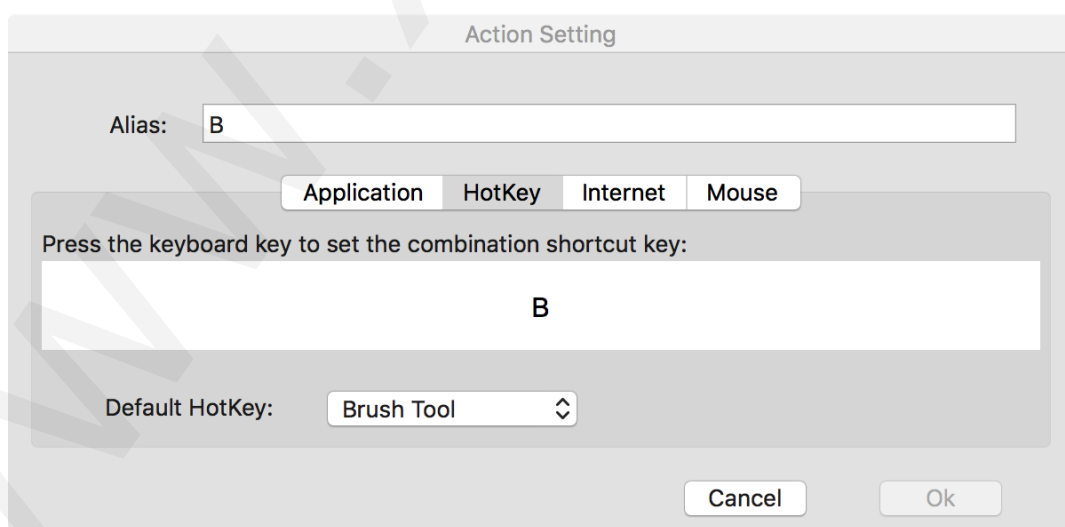 Action Setting
Alias: B
Application HotKey Internet Mouse
Press the keyboard key to set the combination shortcut key:
B
Default HotKey: Brush Tool
Cancel Ok